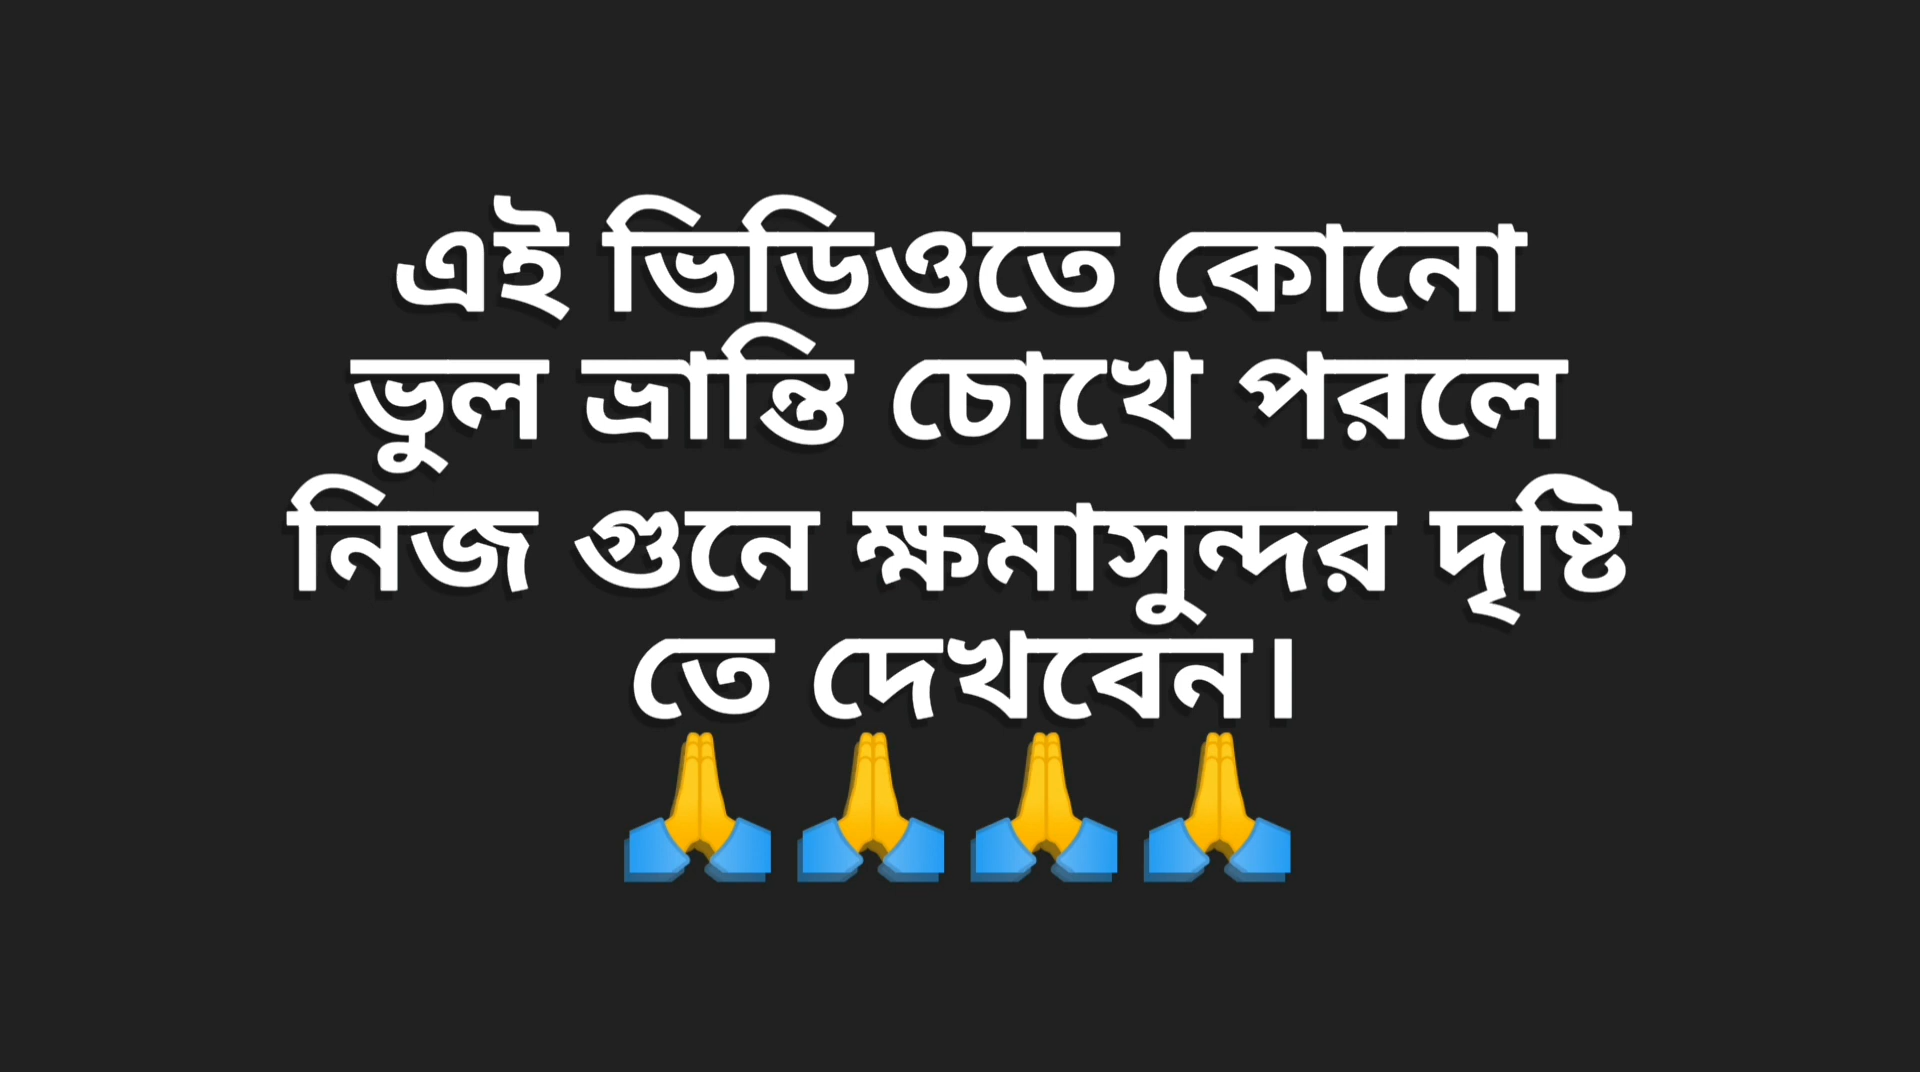 এই ভিডিওতে কোনো
ভুল ভ্রান্তি চোখে পরলে
নিজ গুনে ক্ষমাসুন্দর দৃষ্টি
তে দেখবেন।
🙏🙏🙏🙏